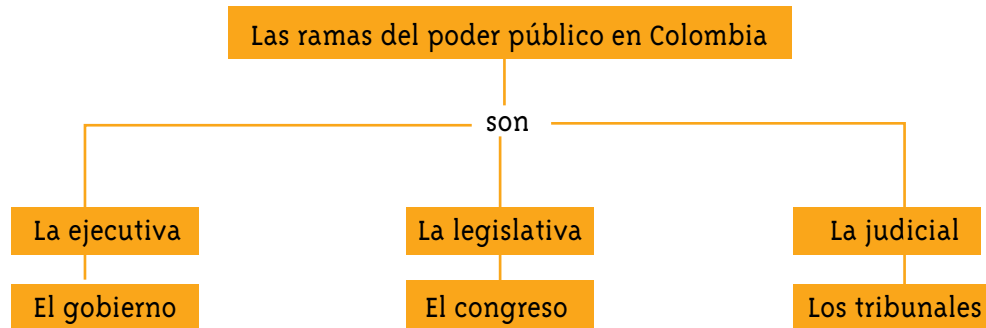 Las ramas del poder público en Colombia
son
La ejecutiva
La legislativa
La judicial
El gobierno
El congreso
Los tribunales